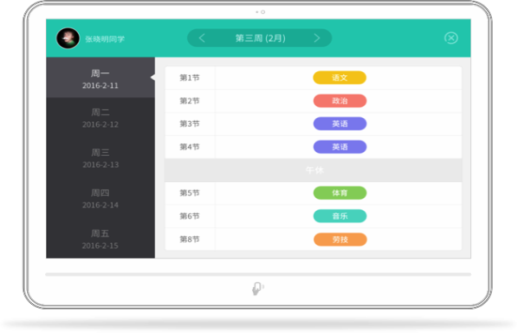 张晓明同学
第三周 (2月)
周一
2016-2-11
周二
2016-2-12
周三
2016-2-13
周四
2016-2-14
周五
2016-2-15
第1节 语文
第2节 政治
第3节 英语
第4节 英语
午休
第5节 体育
第6节 音乐
第8节 劳技